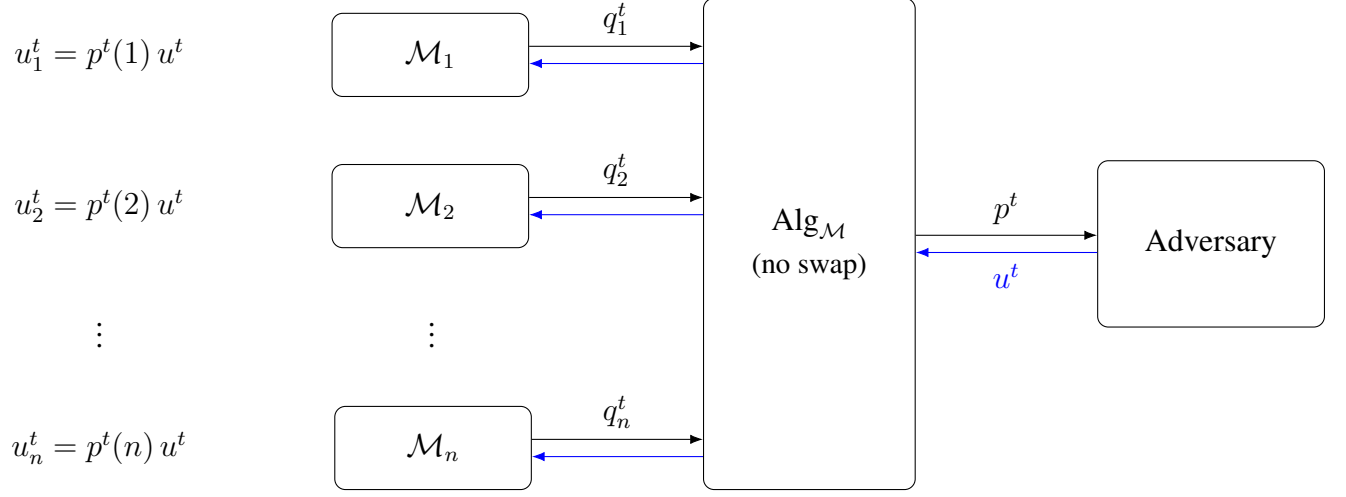 u_1^t = p^t(1) u^t
ℳ_1
q_1^t
u_2^t = p^t(2) u^t
ℳ_2
q_2^t
Alg_ℳ
(no swap)
p^t
u^t
Adversary
⋮
⋮
u_n^t = p^t(n) u^t
ℳ_n
q_n^t